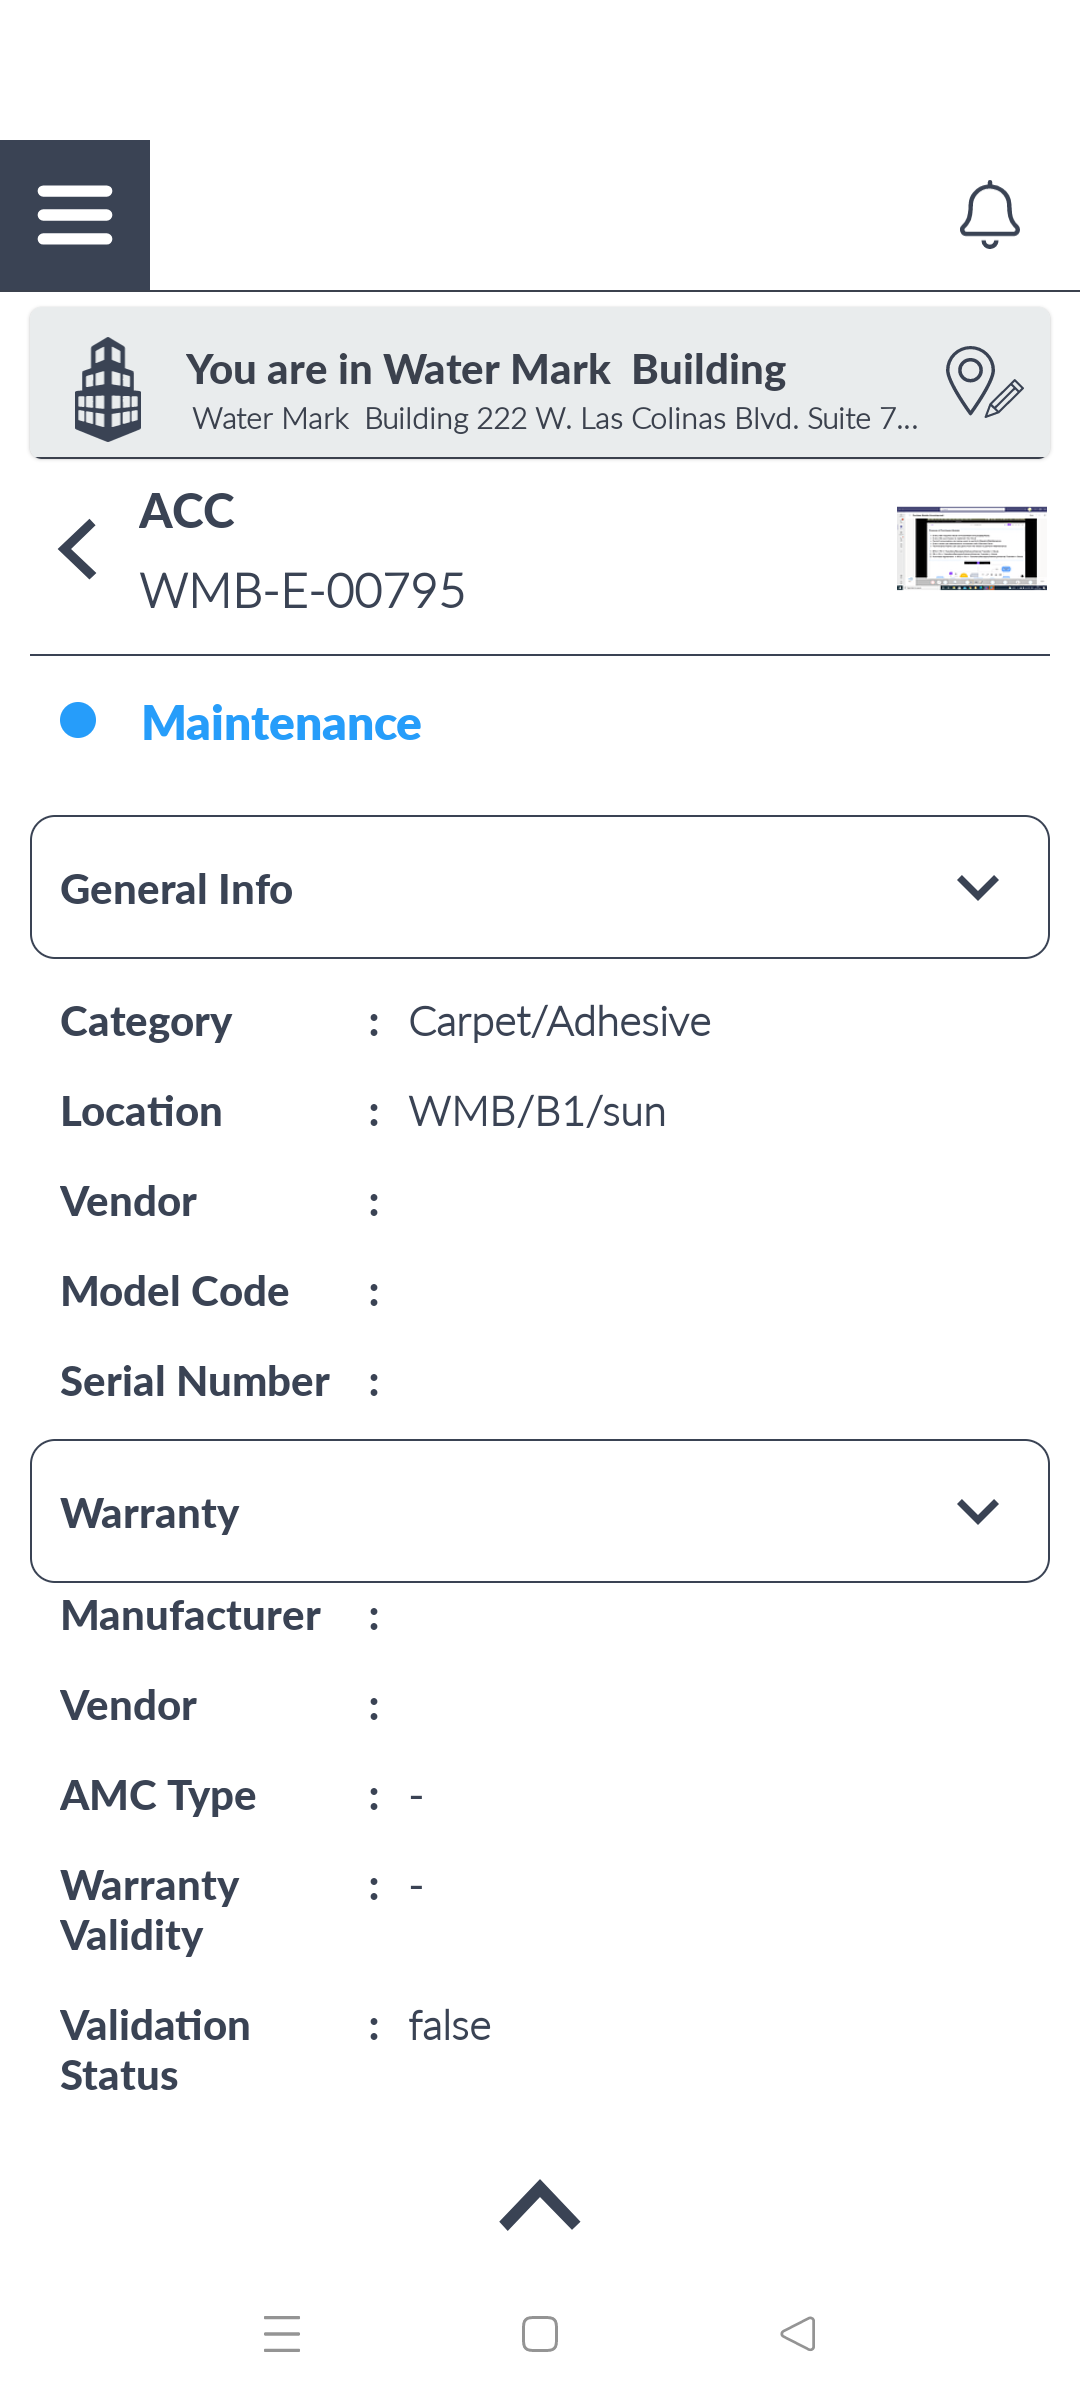 You are in Water Mark  Building
Water Mark  Building 222 W. Las Colinas Blvd. Suite 7...
ACC
WMB-E-00795
Maintenance
General Info
Category : Carpet/Adhesive
Location : WMB/B1/sun
Vendor :
Model Code :
Serial Number :
Warranty
Manufacturer :
Vendor :
AMC Type : -
Warranty : -
Validity
Validation : false
Status